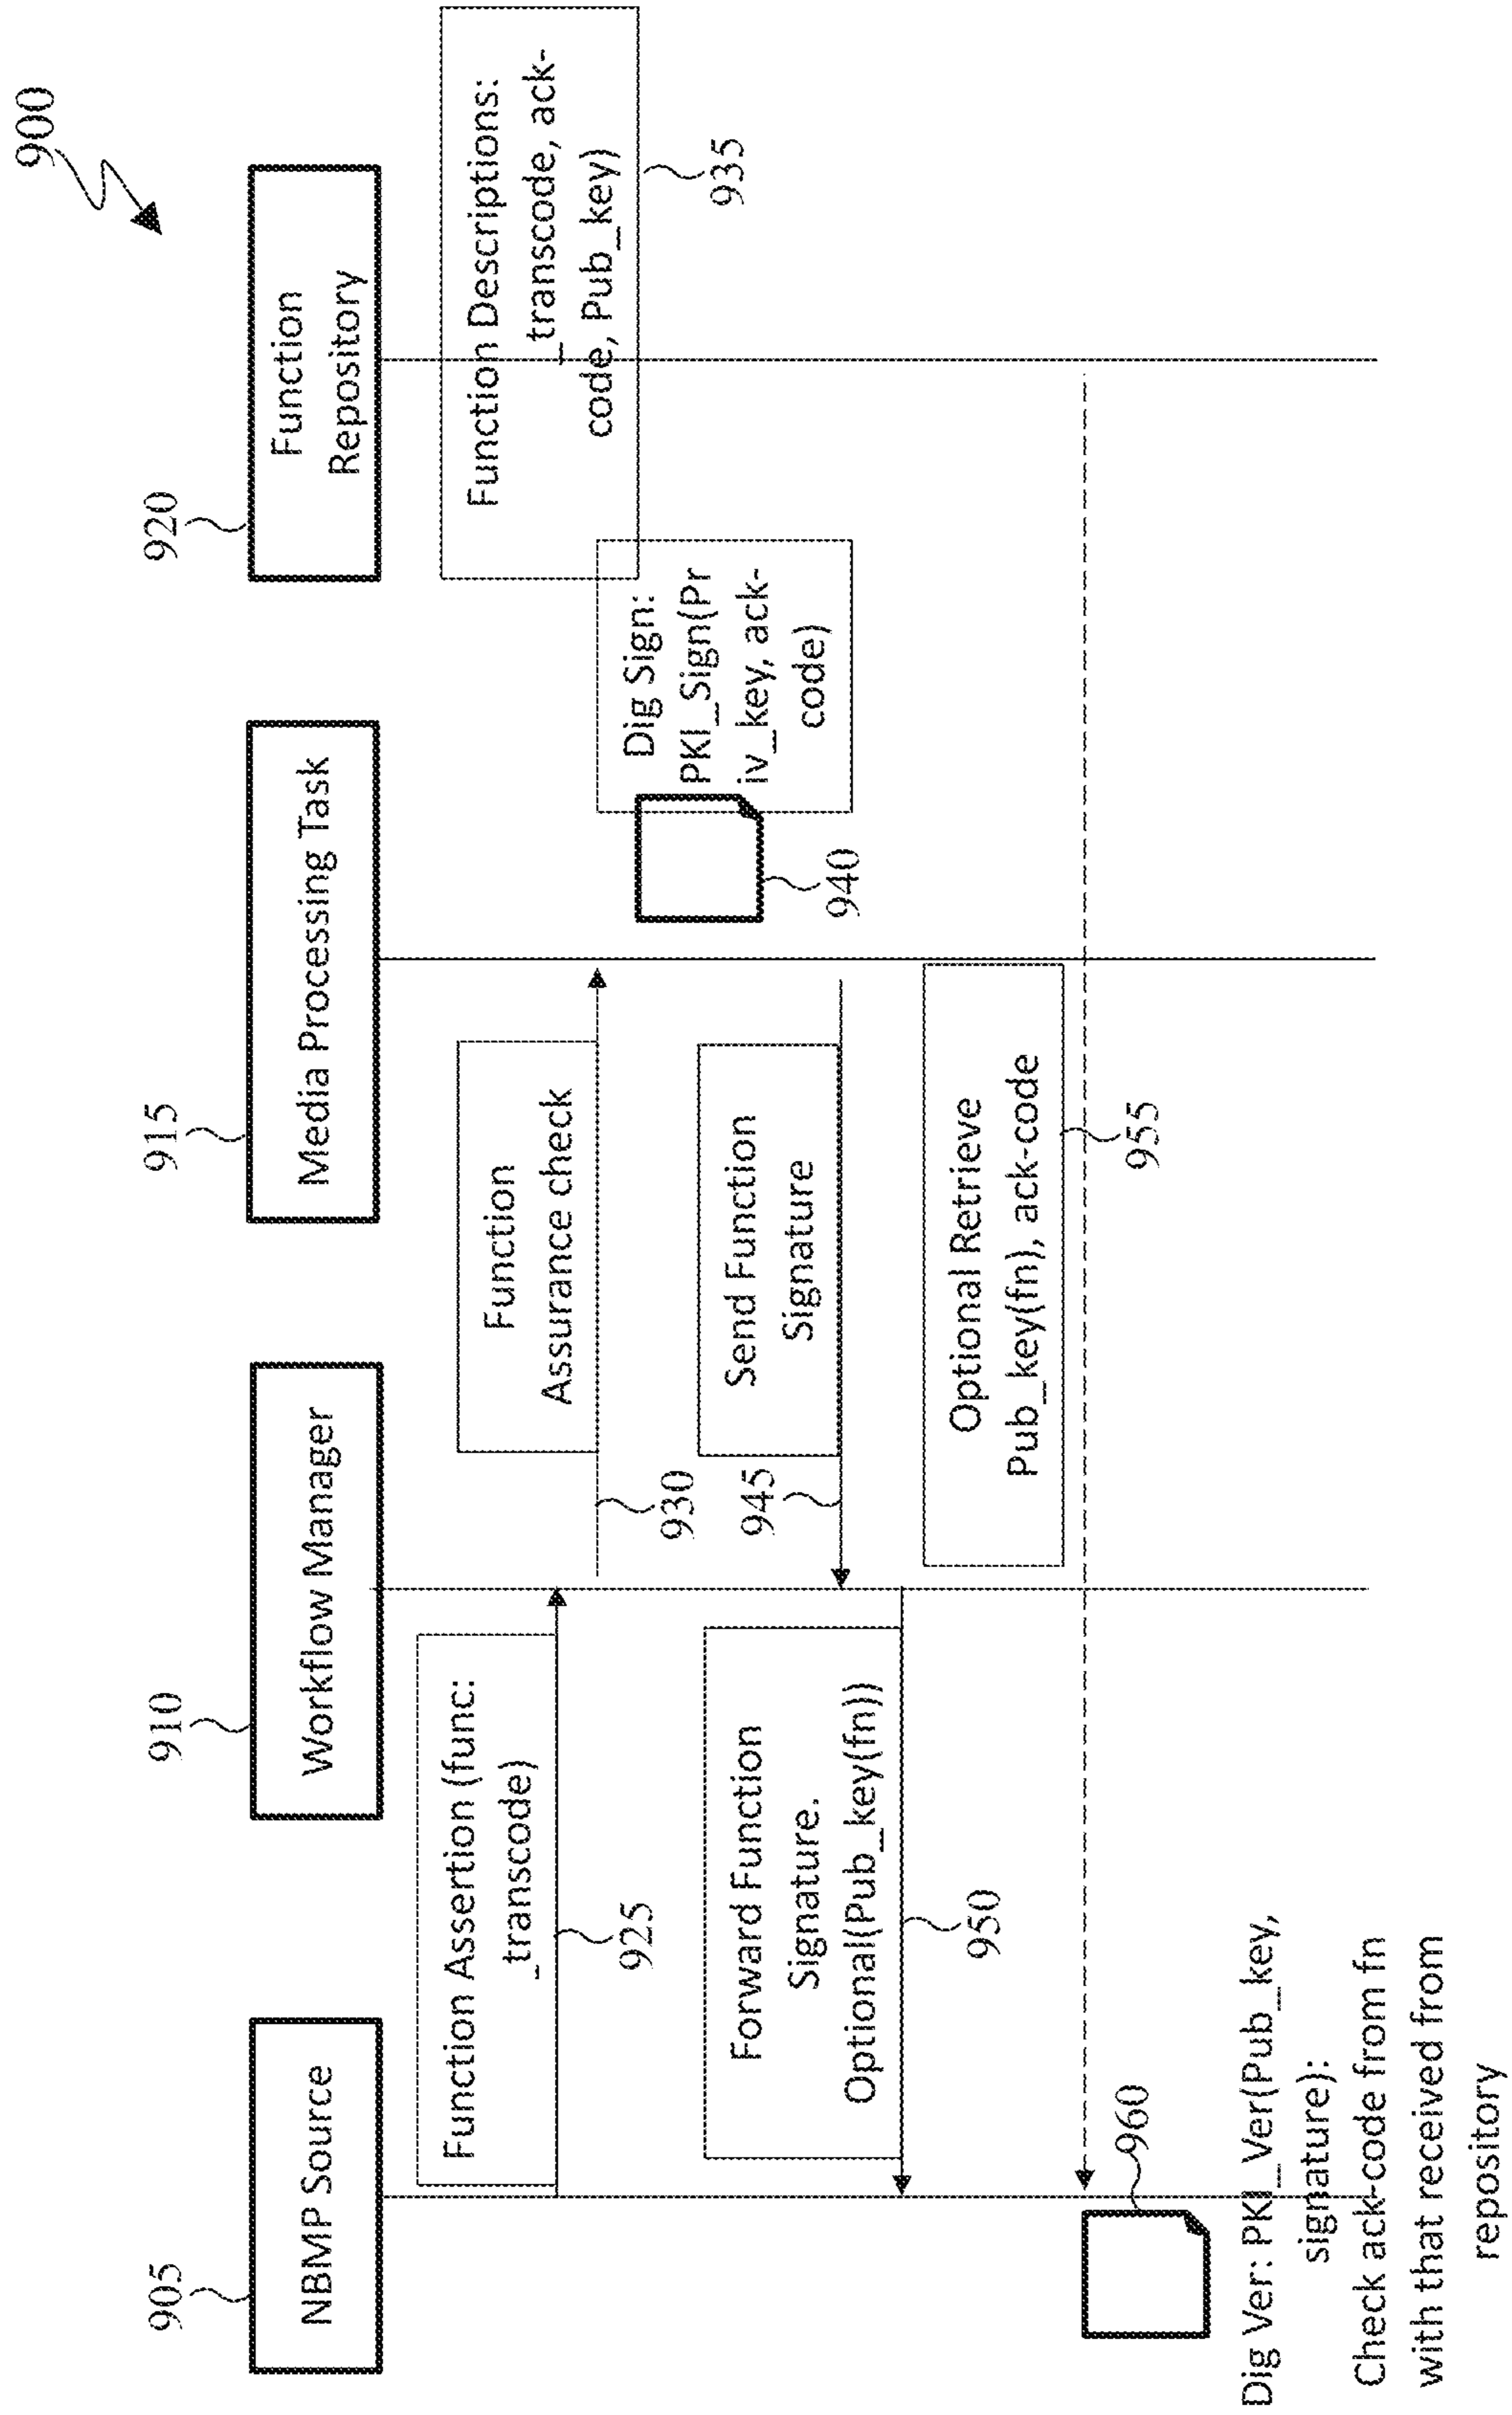 900
905
910
915
920
NBMP Source
Workflow Manager
Media Processing Task
Function
Repository
Function Assertion (func:
_transcode)
925
Function
Assurance check
930
Function Descriptions:
_transcode, ack-
code, Pub_key)
935
Dig Sign:
PKI_Sign(Pr
iv_key, ack-
code)
940
Send Function
Signature
945
Forward Function
Signature.
Optional(Pub_key(fn))
950
Optional Retrieve
Pub_key(fn), ack-code
955
960
Dig Ver: PKI_Ver(Pub_key,
signature):
Check ack-code from fn
with that received from
repository